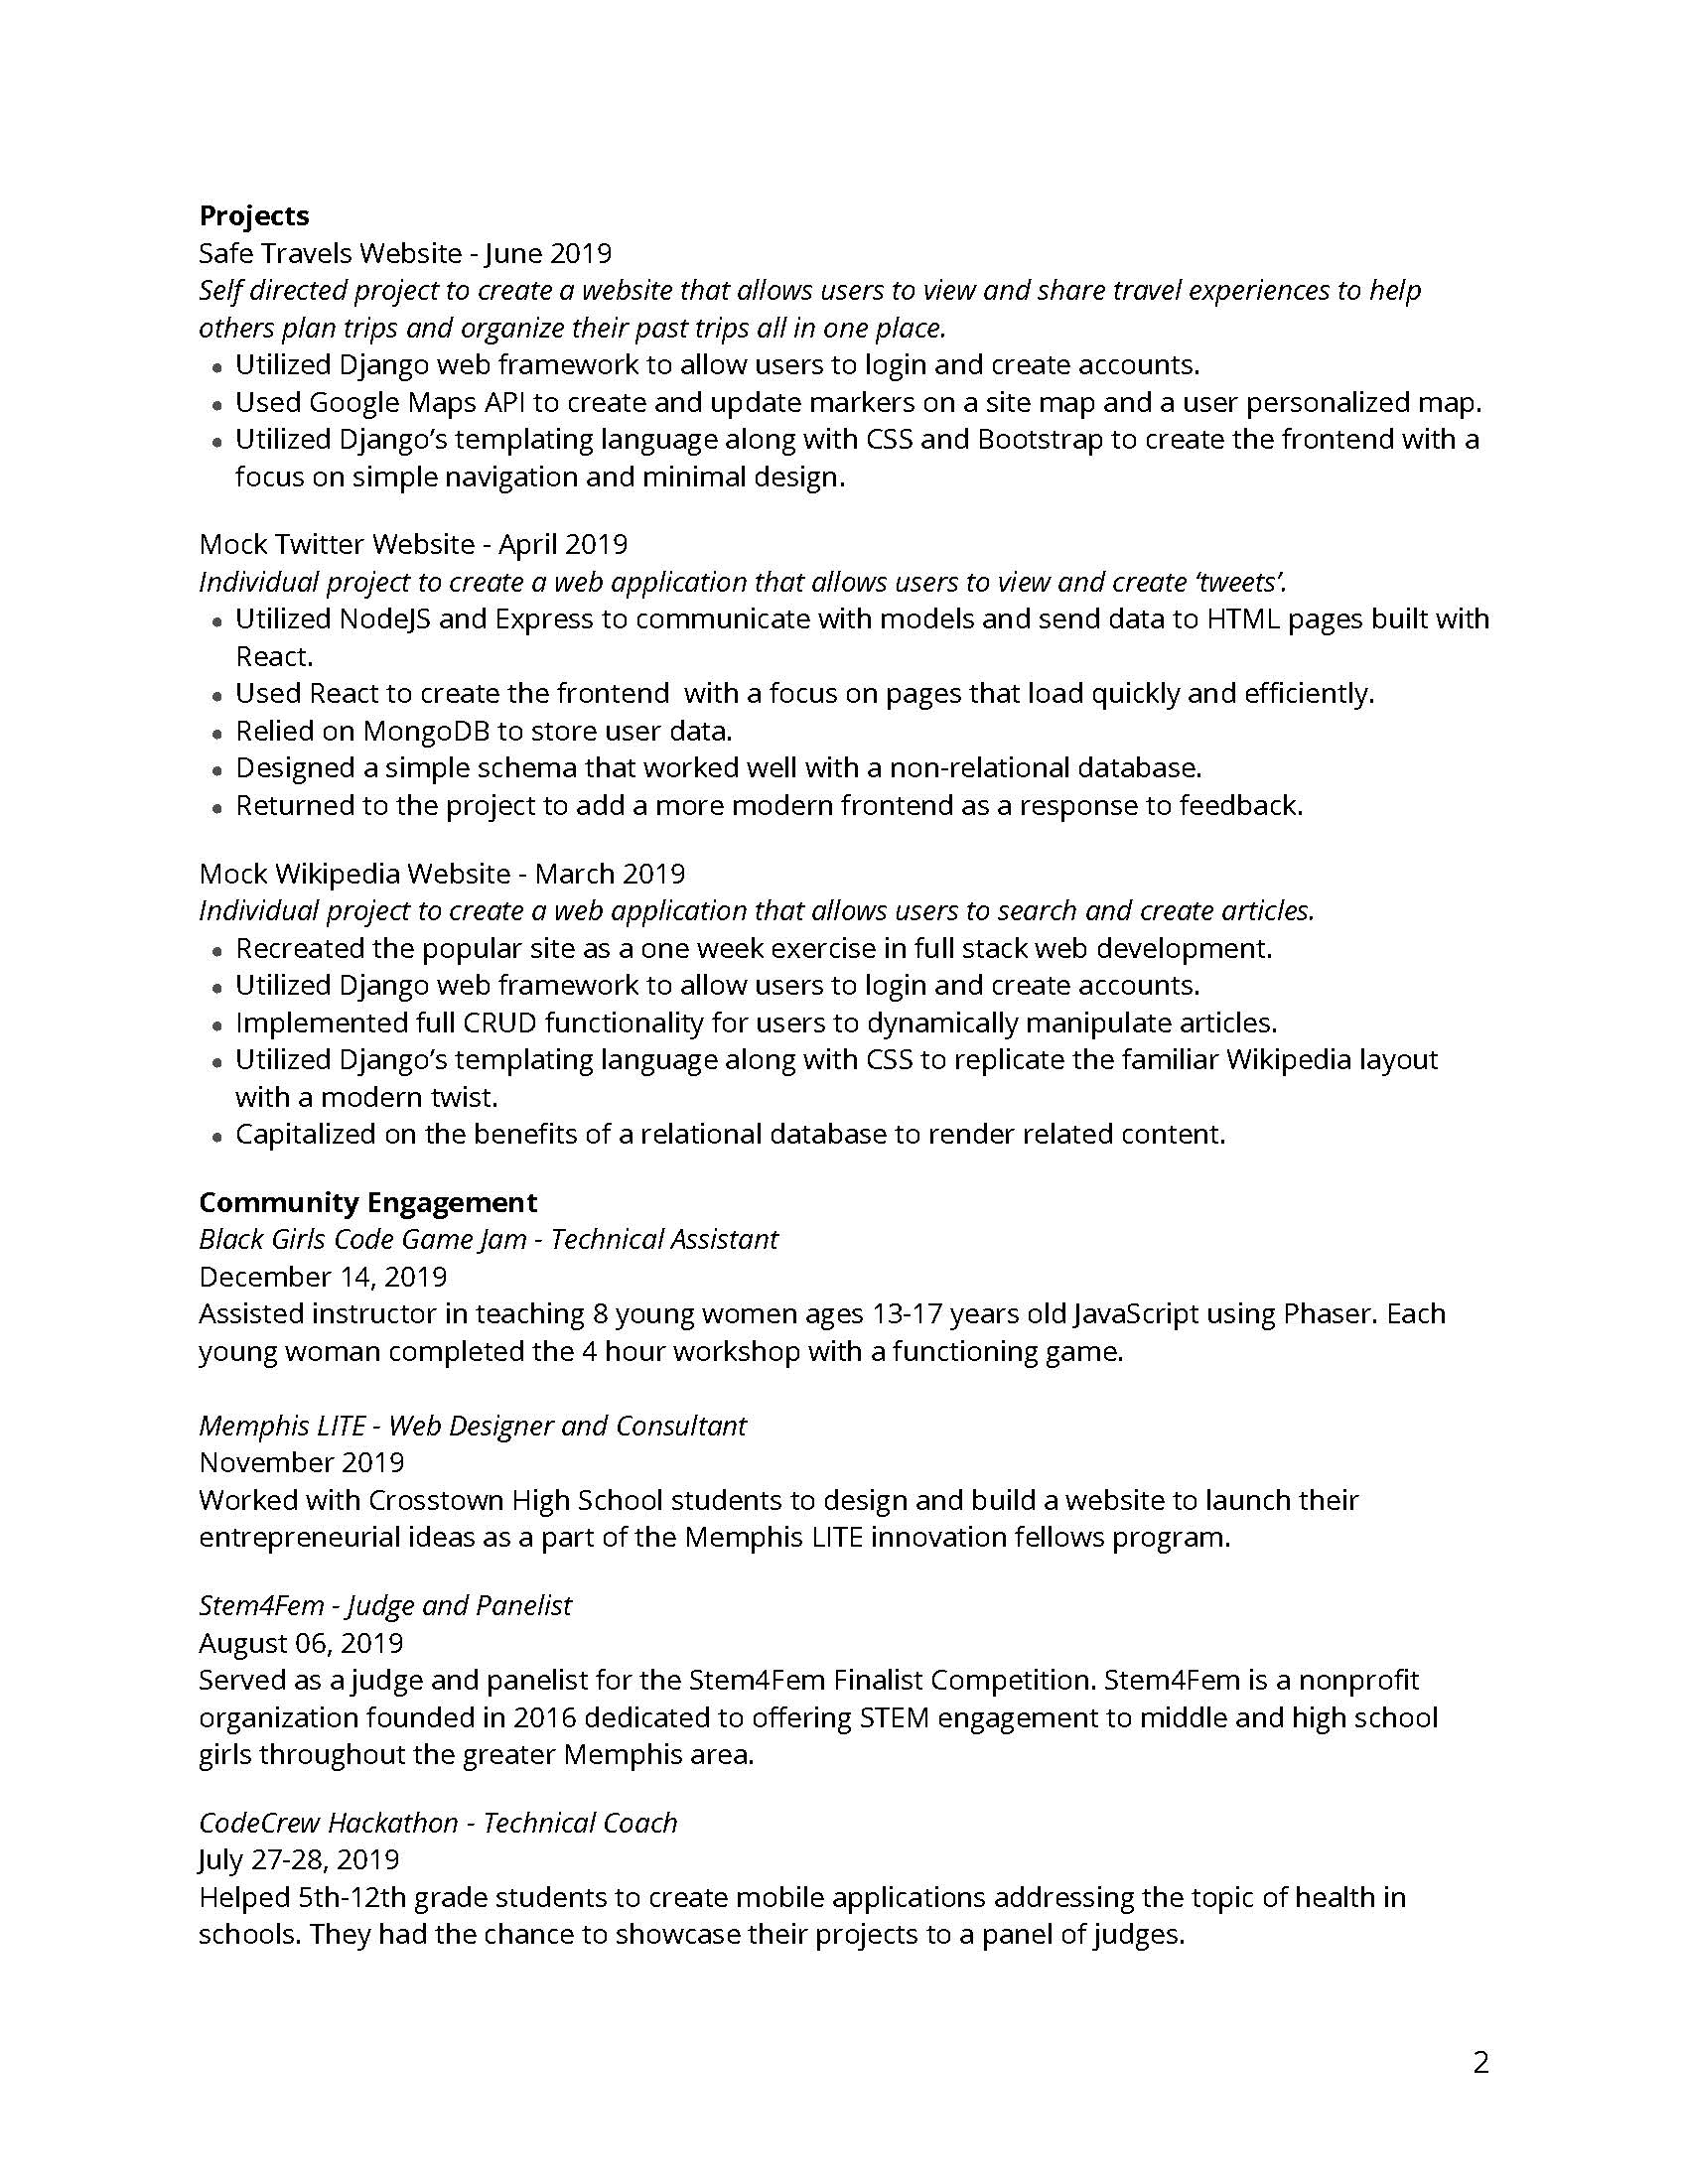 Projects
Safe Travels Website - June 2019
Self directed project to create a website that allows users to view and share travel experiences to help
others plan trips and organize their past trips all in one place.
● Utilized Django web framework to allow users to login and create accounts.
● Used Google Maps API to create and update markers on a site map and a user personalized map.
● Utilized Django’s templating language along with CSS and Bootstrap to create the frontend with a
focus on simple navigation and minimal design.
Mock Twitter Website - April 2019
Individual project to create a web application that allows users to view and create ‘tweets’.
● Utilized NodeJS and Express to communicate with models and send data to HTML pages built with
React.
● Used React to create the frontend  with a focus on pages that load quickly and efficiently.
● Relied on MongoDB to store user data.
● Designed a simple schema that worked well with a non-relational database.
● Returned to the project to add a more modern frontend as a response to feedback.
Mock Wikipedia Website - March 2019
Individual project to create a web application that allows users to search and create articles.
● Recreated the popular site as a one week exercise in full stack web development.
● Utilized Django web framework to allow users to login and create accounts.
● Implemented full CRUD functionality for users to dynamically manipulate articles.
● Utilized Django’s templating language along with CSS to replicate the familiar Wikipedia layout
with a modern twist.
● Capitalized on the benefits of a relational database to render related content.
Community Engagement
Black Girls Code Game Jam - Technical Assistant
December 14, 2019
Assisted instructor in teaching 8 young women ages 13-17 years old JavaScript using Phaser. Each
young woman completed the 4 hour workshop with a functioning game.
Memphis LITE - Web Designer and Consultant
November 2019
Worked with Crosstown High School students to design and build a website to launch their
entrepreneurial ideas as a part of the Memphis LITE innovation fellows program.
Stem4Fem - Judge and Panelist
August 06, 2019
Served as a judge and panelist for the Stem4Fem Finalist Competition. Stem4Fem is a nonprofit
organization founded in 2016 dedicated to offering STEM engagement to middle and high school
girls throughout the greater Memphis area.
CodeCrew Hackathon - Technical Coach
July 27-28, 2019
Helped 5th-12th grade students to create mobile applications addressing the topic of health in
schools. They had the chance to showcase their projects to a panel of judges.
2